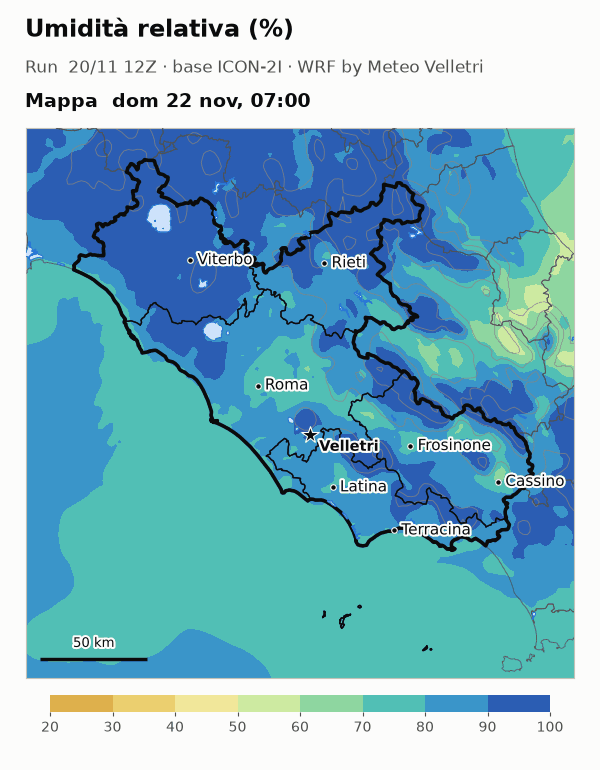 Umidità relativa (%)
Run  20/11 12Z · base ICON-2I · WRF by Meteo Velletri
Mappa  dom 22 nov, 07:00
Viterbo
Rieti
Roma
Velletri
Frosinone
Latina
Cassino
Terracina
50 km
20 30 40 50 60 70 80 90 100